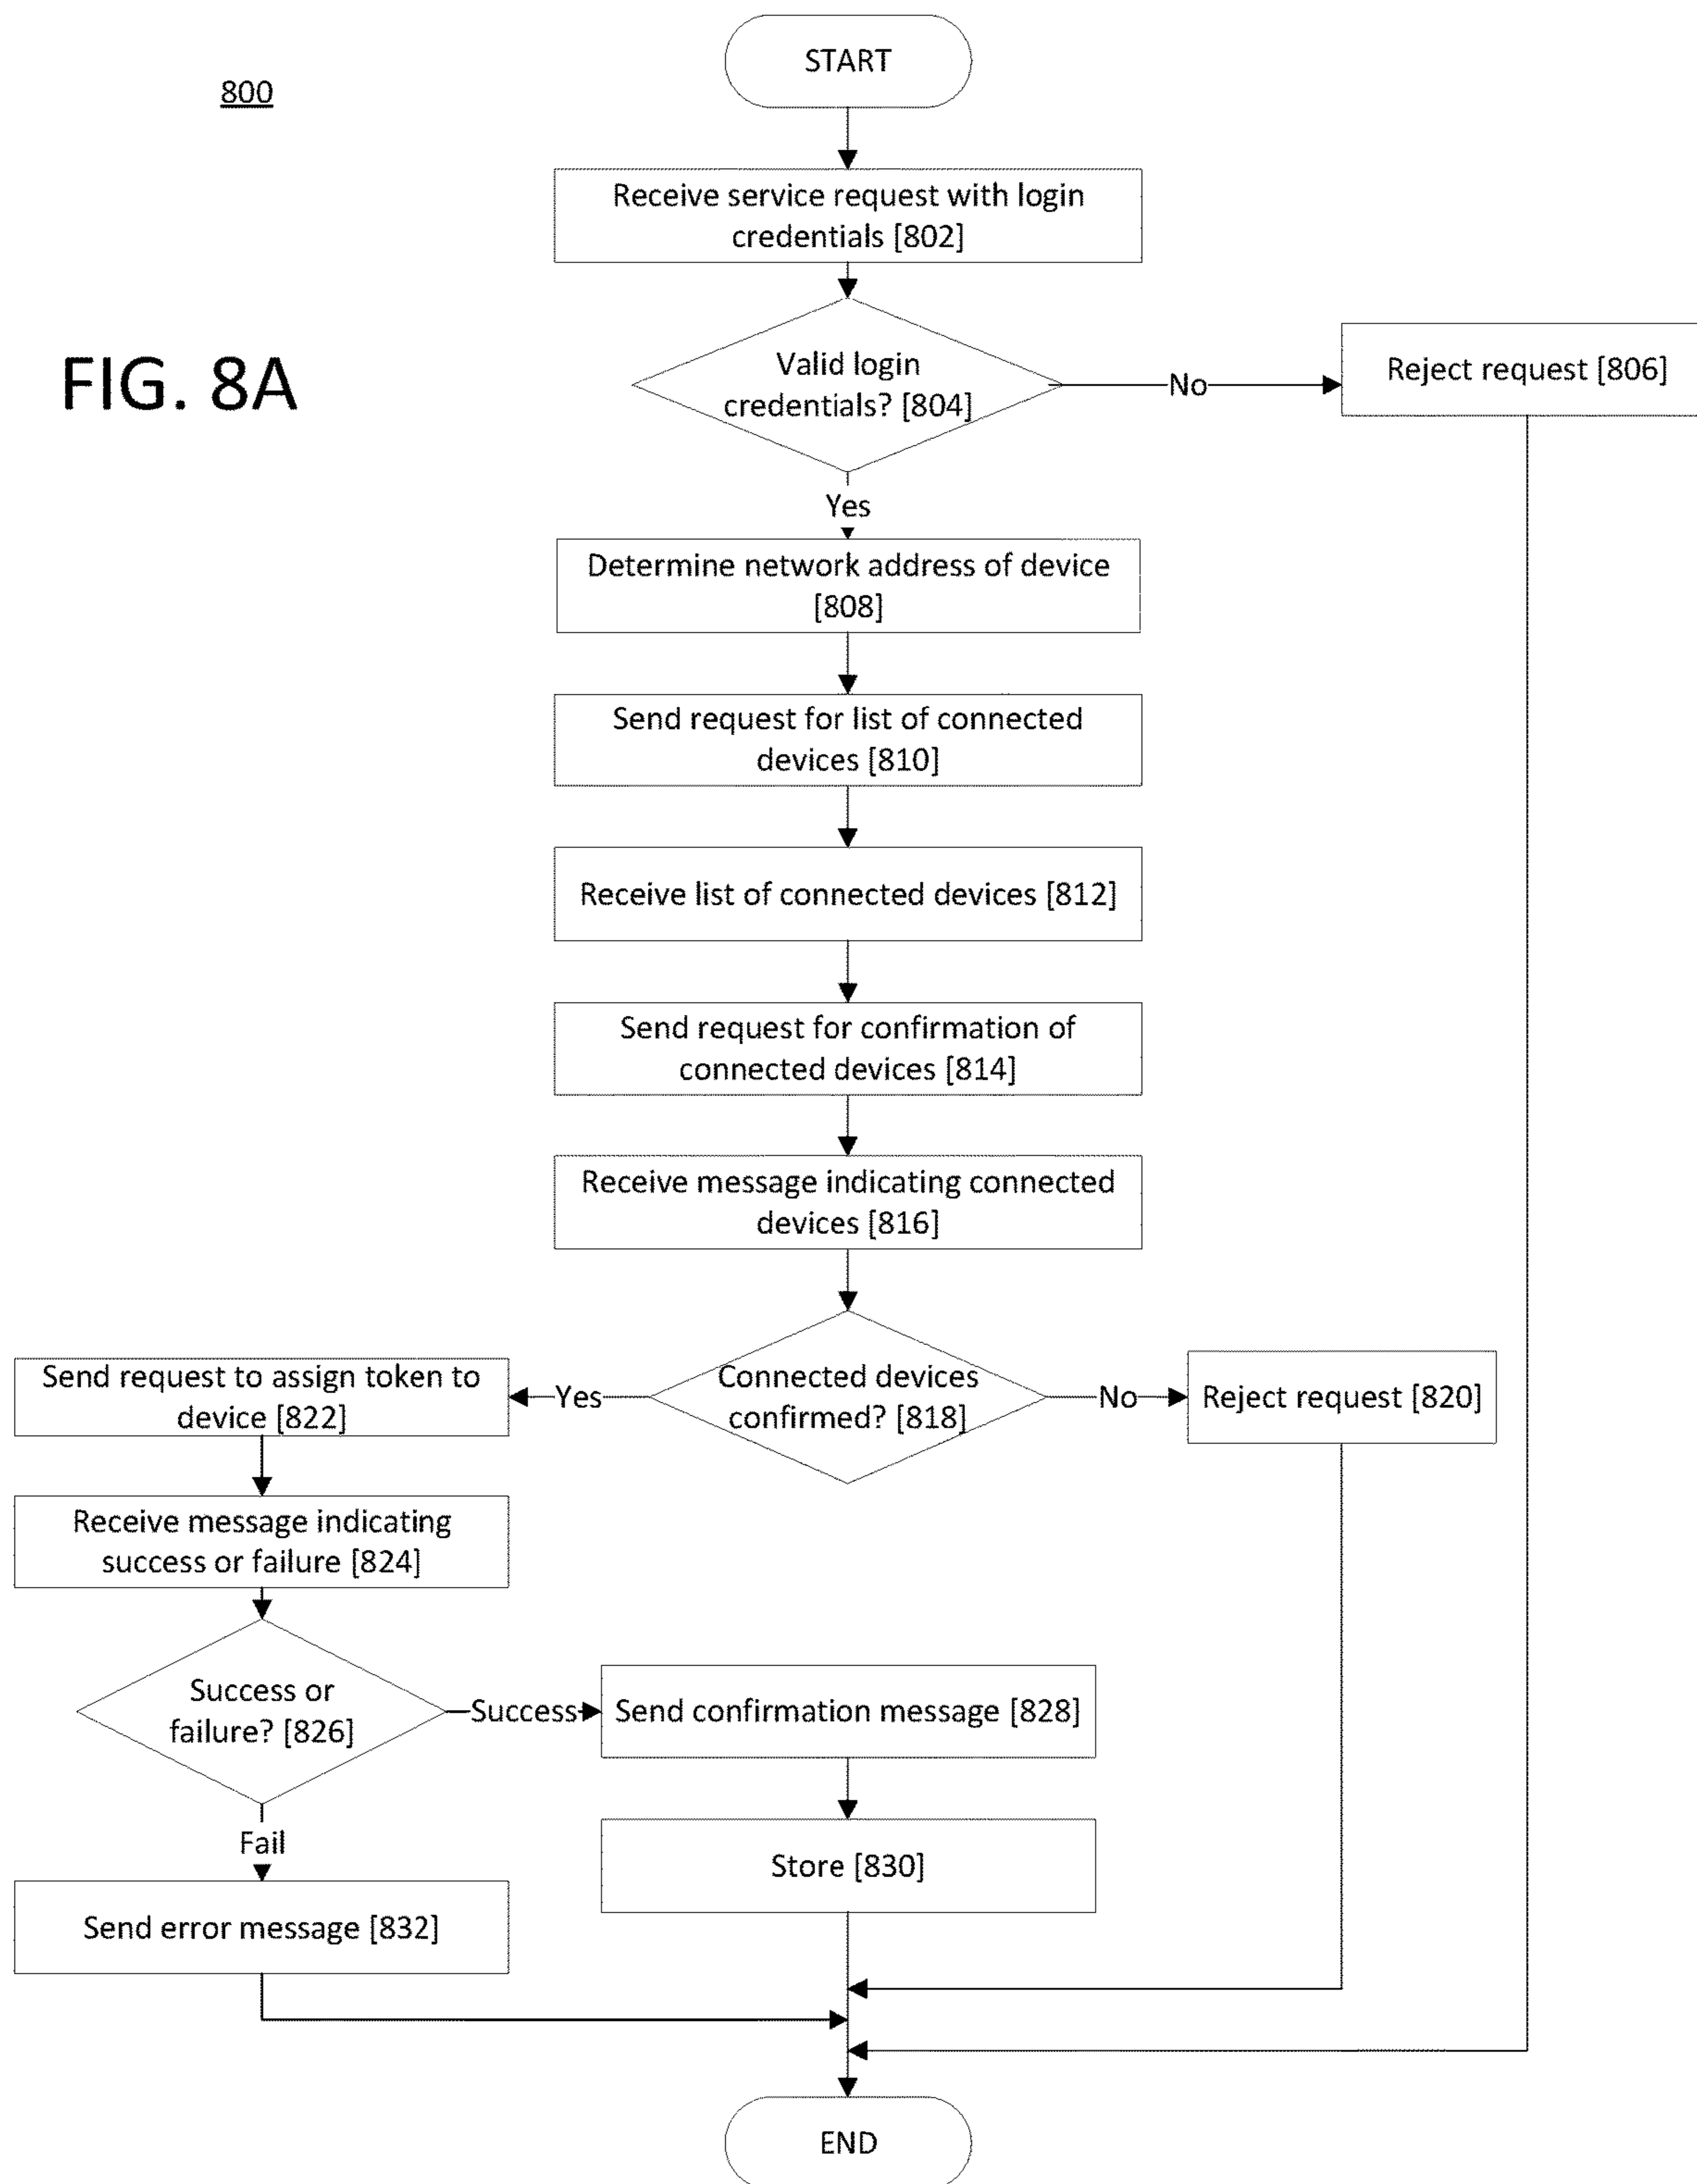 START
800
Receive service request with login
credentials [802]
FIG. 8A
Valid login
credentials? [804]
No
Reject request [806]
Yes
Determine network address of device
[808]
Send request for list of connected
devices [810]
Receive list of connected devices [812]
Send request for confirmation of
connected devices [814]
Receive message indicating connected
devices [816]
Send request to assign token to
device [822]
Yes
Connected devices
confirmed? [818]
No
Reject request [820]
Receive message indicating
success or failure [824]
Success or
failure? [826]
Success
Send confirmation message [828]
Fail
Store [830]
Send error message [832]
END